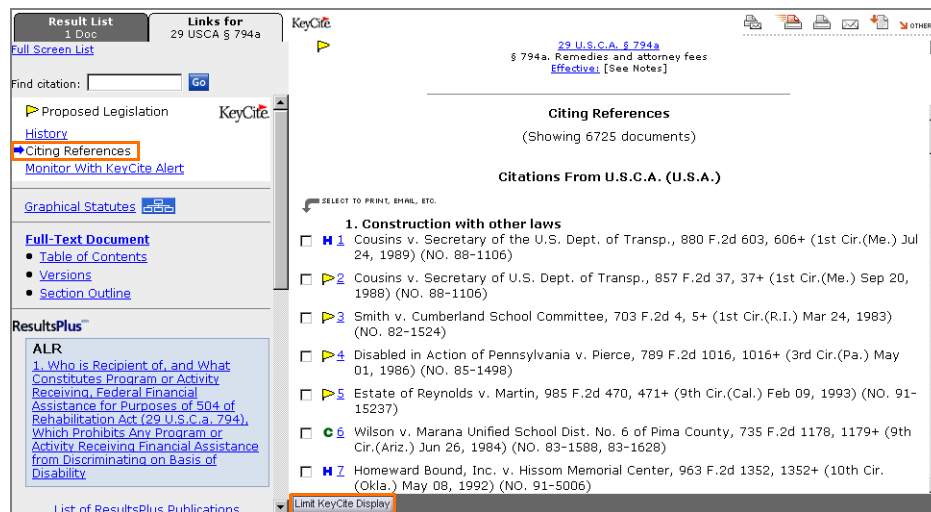 Result List
1 Doc
Links for
29 USCA § 794a
Full Screen List
Find citation:
Go
Proposed Legislation
KeyCite
History
Citing References
Monitor With KeyCite Alert
Graphical Statutes
Full-Text Document
Table of Contents
Versions
Section Outline
ResultsPlus
ALR
1. Who is Recipient of, and What
Constitutes Program or Activity
Receiving, Federal Financial
Assistance for Purposes of 504 of
Rehabilitation Act (29 U.S.C.a. 794),
Which Prohibits Any Program or
Activity Receiving Financial Assistance
from Discriminating on Basis of
Disability
List of ResultsPlus Publications
KeyCite
OTHER
29 U.S.C.A. § 794a
§ 794a. Remedies and attorney fees
Effective: [See Notes]
Citing References
(Showing 6725 documents)
Citations From U.S.C.A. (U.S.A.)
SELECT TO PRINT, EMAIL, ETC.
1. Construction with other laws
H 1 Cousins v. Secretary of the U.S. Dept. of Transp., 880 F.2d 603, 606+ (1st Cir.(Me.) Jul
24, 1989) (NO. 88-1106)
2 Cousins v. Secretary of U.S. Dept. of Transp., 857 F.2d 37, 37+ (1st Cir.(Me.) Sep 20,
1988) (NO. 88-1106)
3 Smith v. Cumberland School Committee, 703 F.2d 4, 5+ (1st Cir.(R.I.) Mar 24, 1983)
(NO. 82-1524)
4 Disabled in Action of Pennsylvania v. Pierce, 789 F.2d 1016, 1016+ (3rd Cir.(Pa.) May
01, 1986) (NO. 85-1498)
5 Estate of Reynolds v. Martin, 985 F.2d 470, 471+ (9th Cir.(Cal.) Feb 09, 1993) (NO. 91-
15237)
C 6 Wilson v. Marana Unified School Dist. No. 6 of Pima County, 735 F.2d 1178, 1179+ (9th
Cir.(Ariz.) Jun 26, 1984) (NO. 83-1588, 83-1628)
H 7 Homeward Bound, Inc. v. Hissom Memorial Center, 963 F.2d 1352, 1352+ (10th Cir.
(Okla.) May 08, 1992) (NO. 91-5006)
Limit KeyCite Display